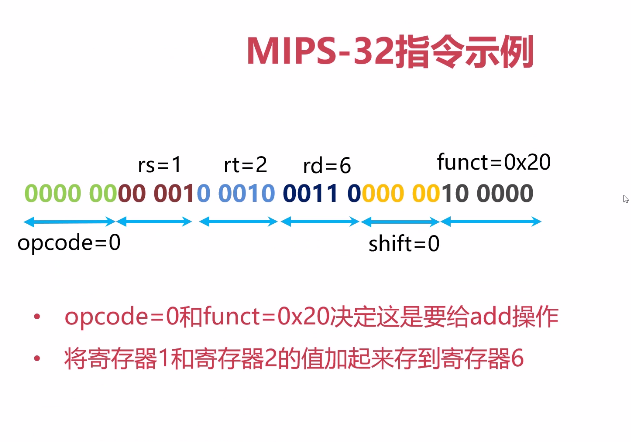 MIPS-32指令示例
rs=1 rt=2 rd=6 funct=0x20
0000 0000 0010 0010 0011 0000 0010 0000
opcode=0 shift=0
• opcode=0和funct=0x20决定这是要给add操作
• 将寄存器1和寄存器2的值加起来存到寄存器6